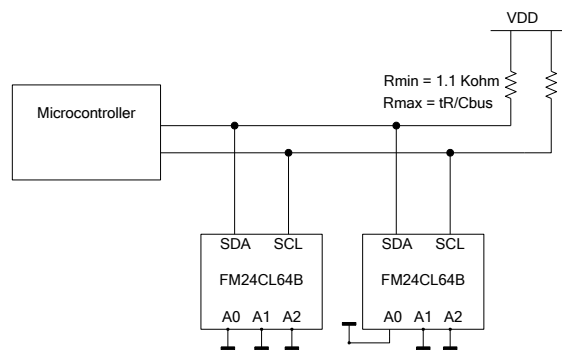 VDD
Rmin = 1.1 Kohm
Rmax = tR/Cbus
Microcontroller
SDA SCL
FM24CL64B
A0 A1 A2
SDA SCL
FM24CL64B
A0 A1 A2